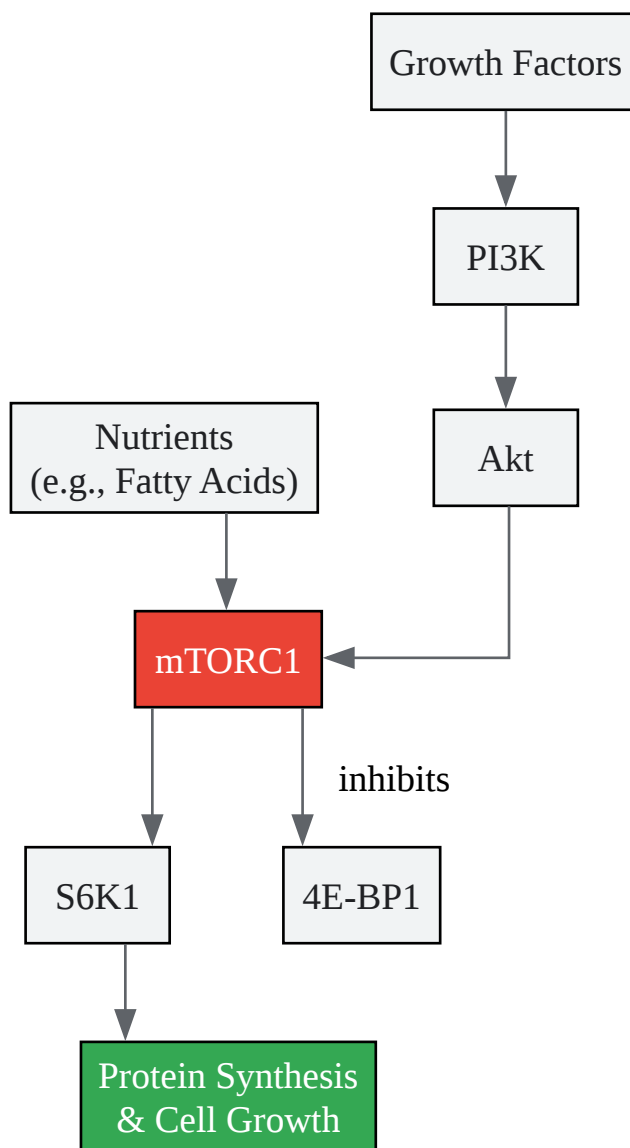 Growth Factors
PI3K
Nutrients
(e.g., Fatty Acids)
Akt
mTORC1
inhibits
S6K1
4E-BP1
Protein Synthesis
& Cell Growth